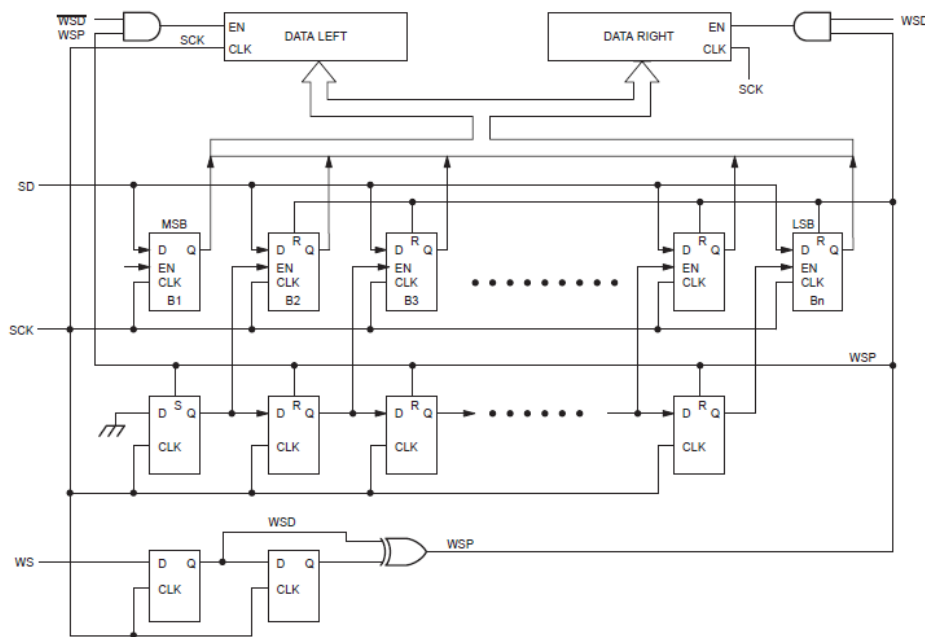 WSD
WSP
SCK
EN
CLK
DATA LEFT
DATA RIGHT
EN
CLK
WSD
SCK
SD
MSB
D Q
EN
CLK
B1
R
D Q
EN
CLK
B2
R
D Q
EN
CLK
B3
R
D Q
EN
CLK
LSB
R
D Q
EN
CLK
Bn
SCK
WSP
S
D Q
CLK
R
D Q
CLK
R
D Q
CLK
R
D Q
CLK
WSD
WSP
WS
D Q
CLK
D Q
CLK